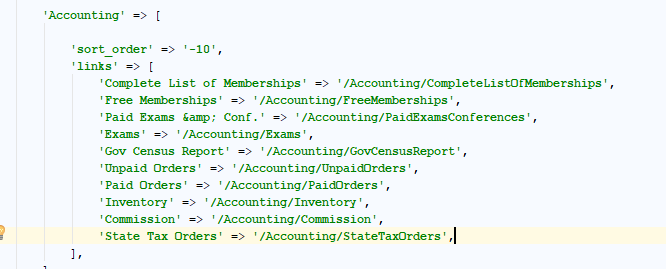 'Accounting' => [
'sort_order' => '-10',
'links' => [
'Complete List of Memberships' => '/Accounting/CompleteListOfMemberships',
'Free Memberships' => '/Accounting/FreeMemberships',
'Paid Exams &amp; Conf.' => '/Accounting/PaidExamsConferences',
'Exams' => '/Accounting/Exams',
'Gov Census Report' => '/Accounting/GovCensusReport',
'Unpaid Orders' => '/Accounting/UnpaidOrders',
'Paid Orders' => '/Accounting/PaidOrders',
'Inventory' => '/Accounting/Inventory',
'Commission' => '/Accounting/Commission',
'State Tax Orders' => '/Accounting/StateTaxOrders',
],